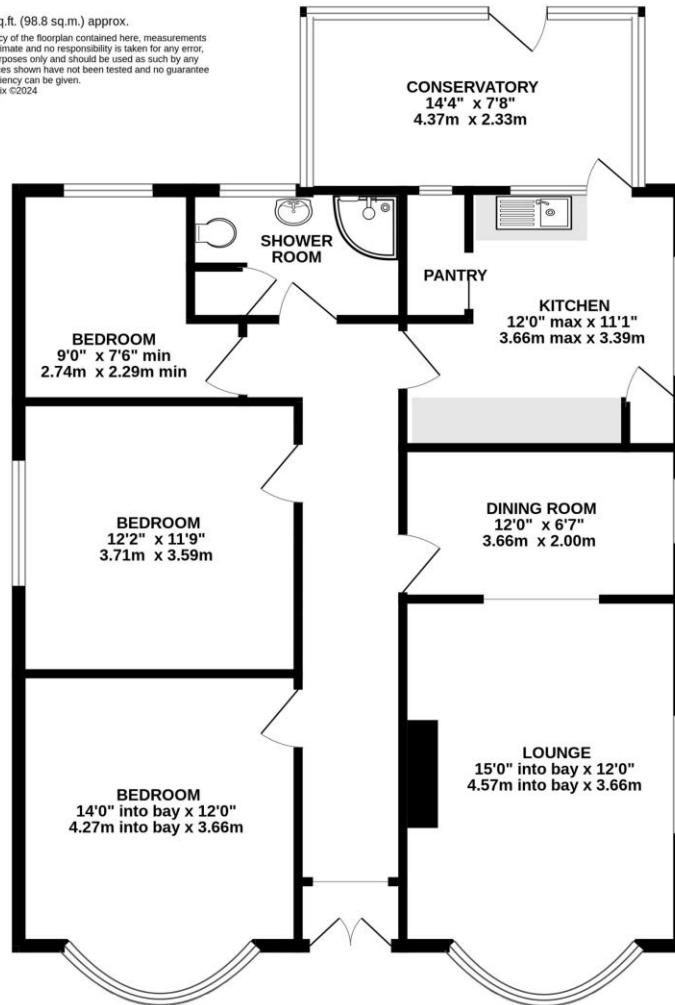 q.ft. (98.8 sq.m.) approx.
cy of the floorplan contained here, measurements
imate and no responsibility is taken for any error,
rposes only and should be used as such by any
es shown have not been tested and no guarantee
iency can be given.
ix ©2024
CONSERVATORY
14'4" x 7'8"
4.37m x 2.33m
SHOWER
ROOM
PANTRY
KITCHEN
12'0" max x 11'1"
3.66m max x 3.39m
BEDROOM
9'0" x 7'6" min
2.74m x 2.29m min
BEDROOM
12'2" x 11'9"
3.71m x 3.59m
DINING ROOM
12'0" x 6'7"
3.66m x 2.00m
LOUNGE
15'0" into bay x 12'0"
4.57m into bay x 3.66m
BEDROOM
14'0" into bay x 12'0"
4.27m into bay x 3.66m